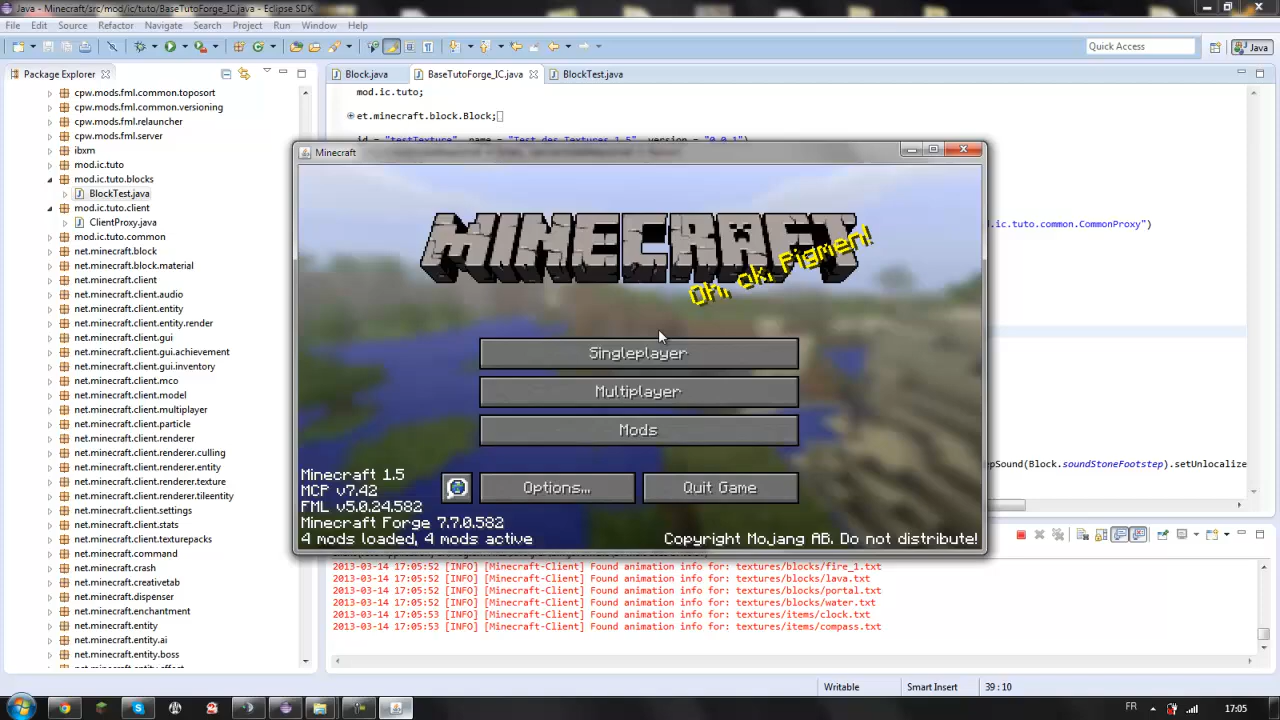 Java - Minecraft/src/mod/ic/tuto/BaseTutoForge_IC.java - Eclipse SDK
File Edit Source Refactor Navigate Search Project Run Window Help
Quick Access
Java
Package Explorer
Block.java
BaseTutoForge_IC.java
BlockTest.java
cpw.mods.fml.common.toposort
cpw.mods.fml.common.versioning
cpw.mods.fml.relauncher
cpw.mods.fml.server
ibxm
mod.ic.tuto
mod.ic.tuto.blocks
BlockTest.java
mod.ic.tuto.client
ClientProxy.java
mod.ic.tuto.common
net.minecraft.block
net.minecraft.block.material
net.minecraft.client
net.minecraft.client.audio
net.minecraft.client.entity
net.minecraft.client.entity.render
net.minecraft.client.gui
net.minecraft.client.gui.achievement
net.minecraft.client.gui.inventory
net.minecraft.client.mco
net.minecraft.client.model
net.minecraft.client.multiplayer
net.minecraft.client.particle
net.minecraft.client.renderer
net.minecraft.client.renderer.culling
net.minecraft.client.renderer.entity
net.minecraft.client.renderer.texture
net.minecraft.client.renderer.tileentity
net.minecraft.client.settings
net.minecraft.client.stats
net.minecraft.client.texturepacks
net.minecraft.command
net.minecraft.crash
net.minecraft.creativetab
net.minecraft.dispenser
net.minecraft.enchantment
net.minecraft.entity
net.minecraft.entity.ai
net.minecraft.entity.boss
net.minecraft.entity.effect
mod.ic.tuto;
et.minecraft.block.Block;
id = "testTexture", name = "Test des Textures 1.5", version = "0.0.1")
d.ic.tuto.common.CommonProxy")
epSound(Block.soundStoneFootstep).setUnlocalize
Minecraft
MINECRAFT
Oh, ok, Pigmen!
Singleplayer
Multiplayer
Mods
Options...
Quit Game
Minecraft 1.5
MCP v7.42
FML v5.0.24.582
Minecraft Forge 7.7.0.582
4 mods loaded, 4 mods active
Copyright Mojang AB. Do not distribute!
2013-03-14 17:05:52 [INFO] [Minecraft-Client] Found animation info for: textures/blocks/fire_1.txt
2013-03-14 17:05:52 [INFO] [Minecraft-Client] Found animation info for: textures/blocks/lava.txt
2013-03-14 17:05:52 [INFO] [Minecraft-Client] Found animation info for: textures/blocks/portal.txt
2013-03-14 17:05:52 [INFO] [Minecraft-Client] Found animation info for: textures/blocks/water.txt
2013-03-14 17:05:53 [INFO] [Minecraft-Client] Found animation info for: textures/items/clock.txt
2013-03-14 17:05:53 [INFO] [Minecraft-Client] Found animation info for: textures/items/compass.txt
Writable
Smart Insert
39 : 10
FR
17:05